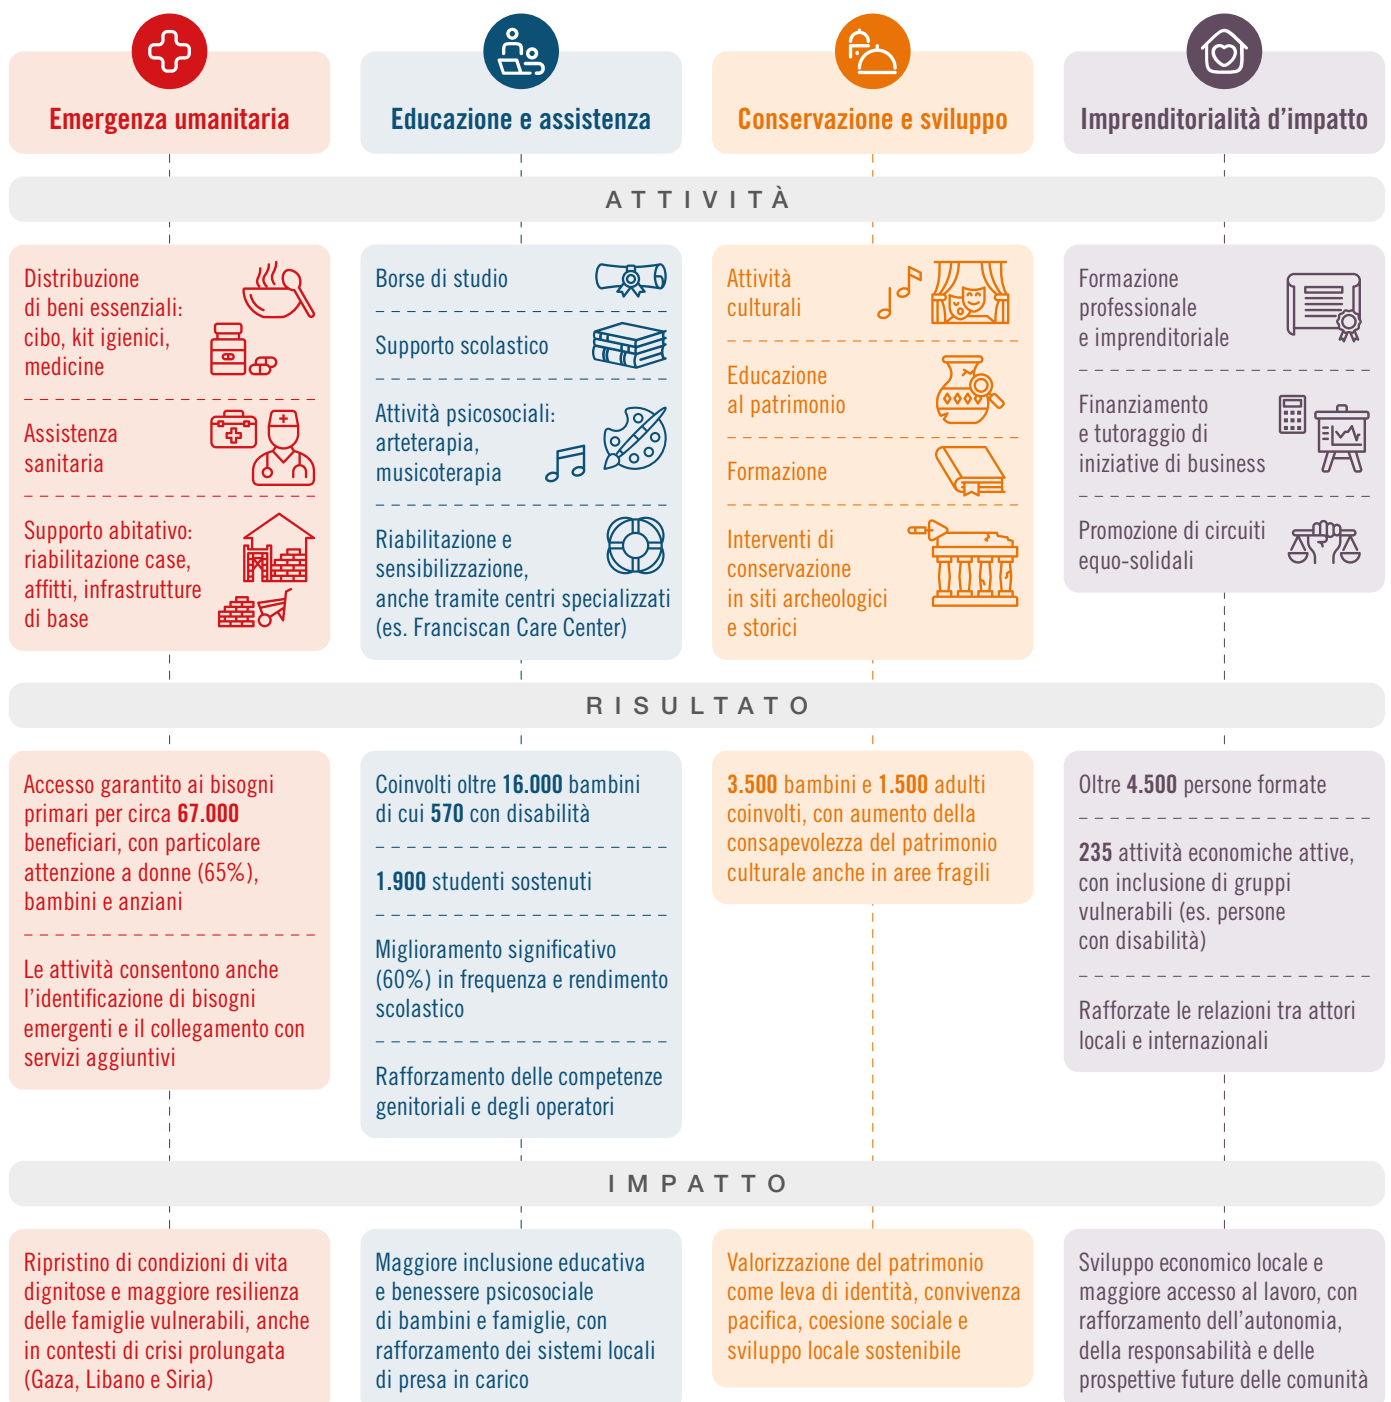 Emergenza umanitaria
Educazione e assistenza
Conservazione e sviluppo
Imprenditorialità d’impatto
ATTIVITÀ
Distribuzione
di beni essenziali:
cibo, kit igienici,
medicine
Assistenza
sanitaria
Supporto abitativo:
riabilitazione case,
affitti, infrastrutture
di base
Borse di studio
Supporto scolastico
Attività psicosociali:
arteterapia,
musicoterapia
Riabilitazione e
sensibilizzazione,
anche tramite centri specializzati
(es. Franciscan Care Center)
Attività
culturali
Educazione
al patrimonio
Formazione
Interventi di
conservazione
in siti archeologici
e storici
Formazione
professionale
e imprenditoriale
Finanziamento
e tutoraggio di
iniziative di business
Promozione di circuiti
equo-solidali
RISULTATO
Accesso garantito ai bisogni
primari per circa 67.000
beneficiari, con particolare
attenzione a donne (65%),
bambini e anziani
Le attività consentono anche
l’identificazione di bisogni
emergenti e il collegamento con
servizi aggiuntivi
Coinvolti oltre 16.000 bambini
di cui 570 con disabilità
1.900 studenti sostenuti
Miglioramento significativo
(60%) in frequenza e rendimento
scolastico
Rafforzamento delle competenze
genitoriali e degli operatori
3.500 bambini e 1.500 adulti
coinvolti, con aumento della
consapevolezza del patrimonio
culturale anche in aree fragili
Oltre 4.500 persone formate
235 attività economiche attive,
con inclusione di gruppi
vulnerabili (es. persone
con disabilità)
Rafforzate le relazioni tra attori
locali e internazionali
IMPATTO
Ripristino di condizioni di vita
dignitose e maggiore resilienza
delle famiglie vulnerabili, anche
in contesti di crisi prolungata
(Gaza, Libano e Siria)
Maggiore inclusione educativa
e benessere psicosociale
di bambini e famiglie, con
rafforzamento dei sistemi locali
di presa in carico
Valorizzazione del patrimonio
come leva di identità, convivenza
pacifica, coesione sociale e
sviluppo locale sostenibile
Sviluppo economico locale e
maggiore accesso al lavoro, con
rafforzamento dell’autonomia,
della responsabilità e delle
prospettive future delle comunità